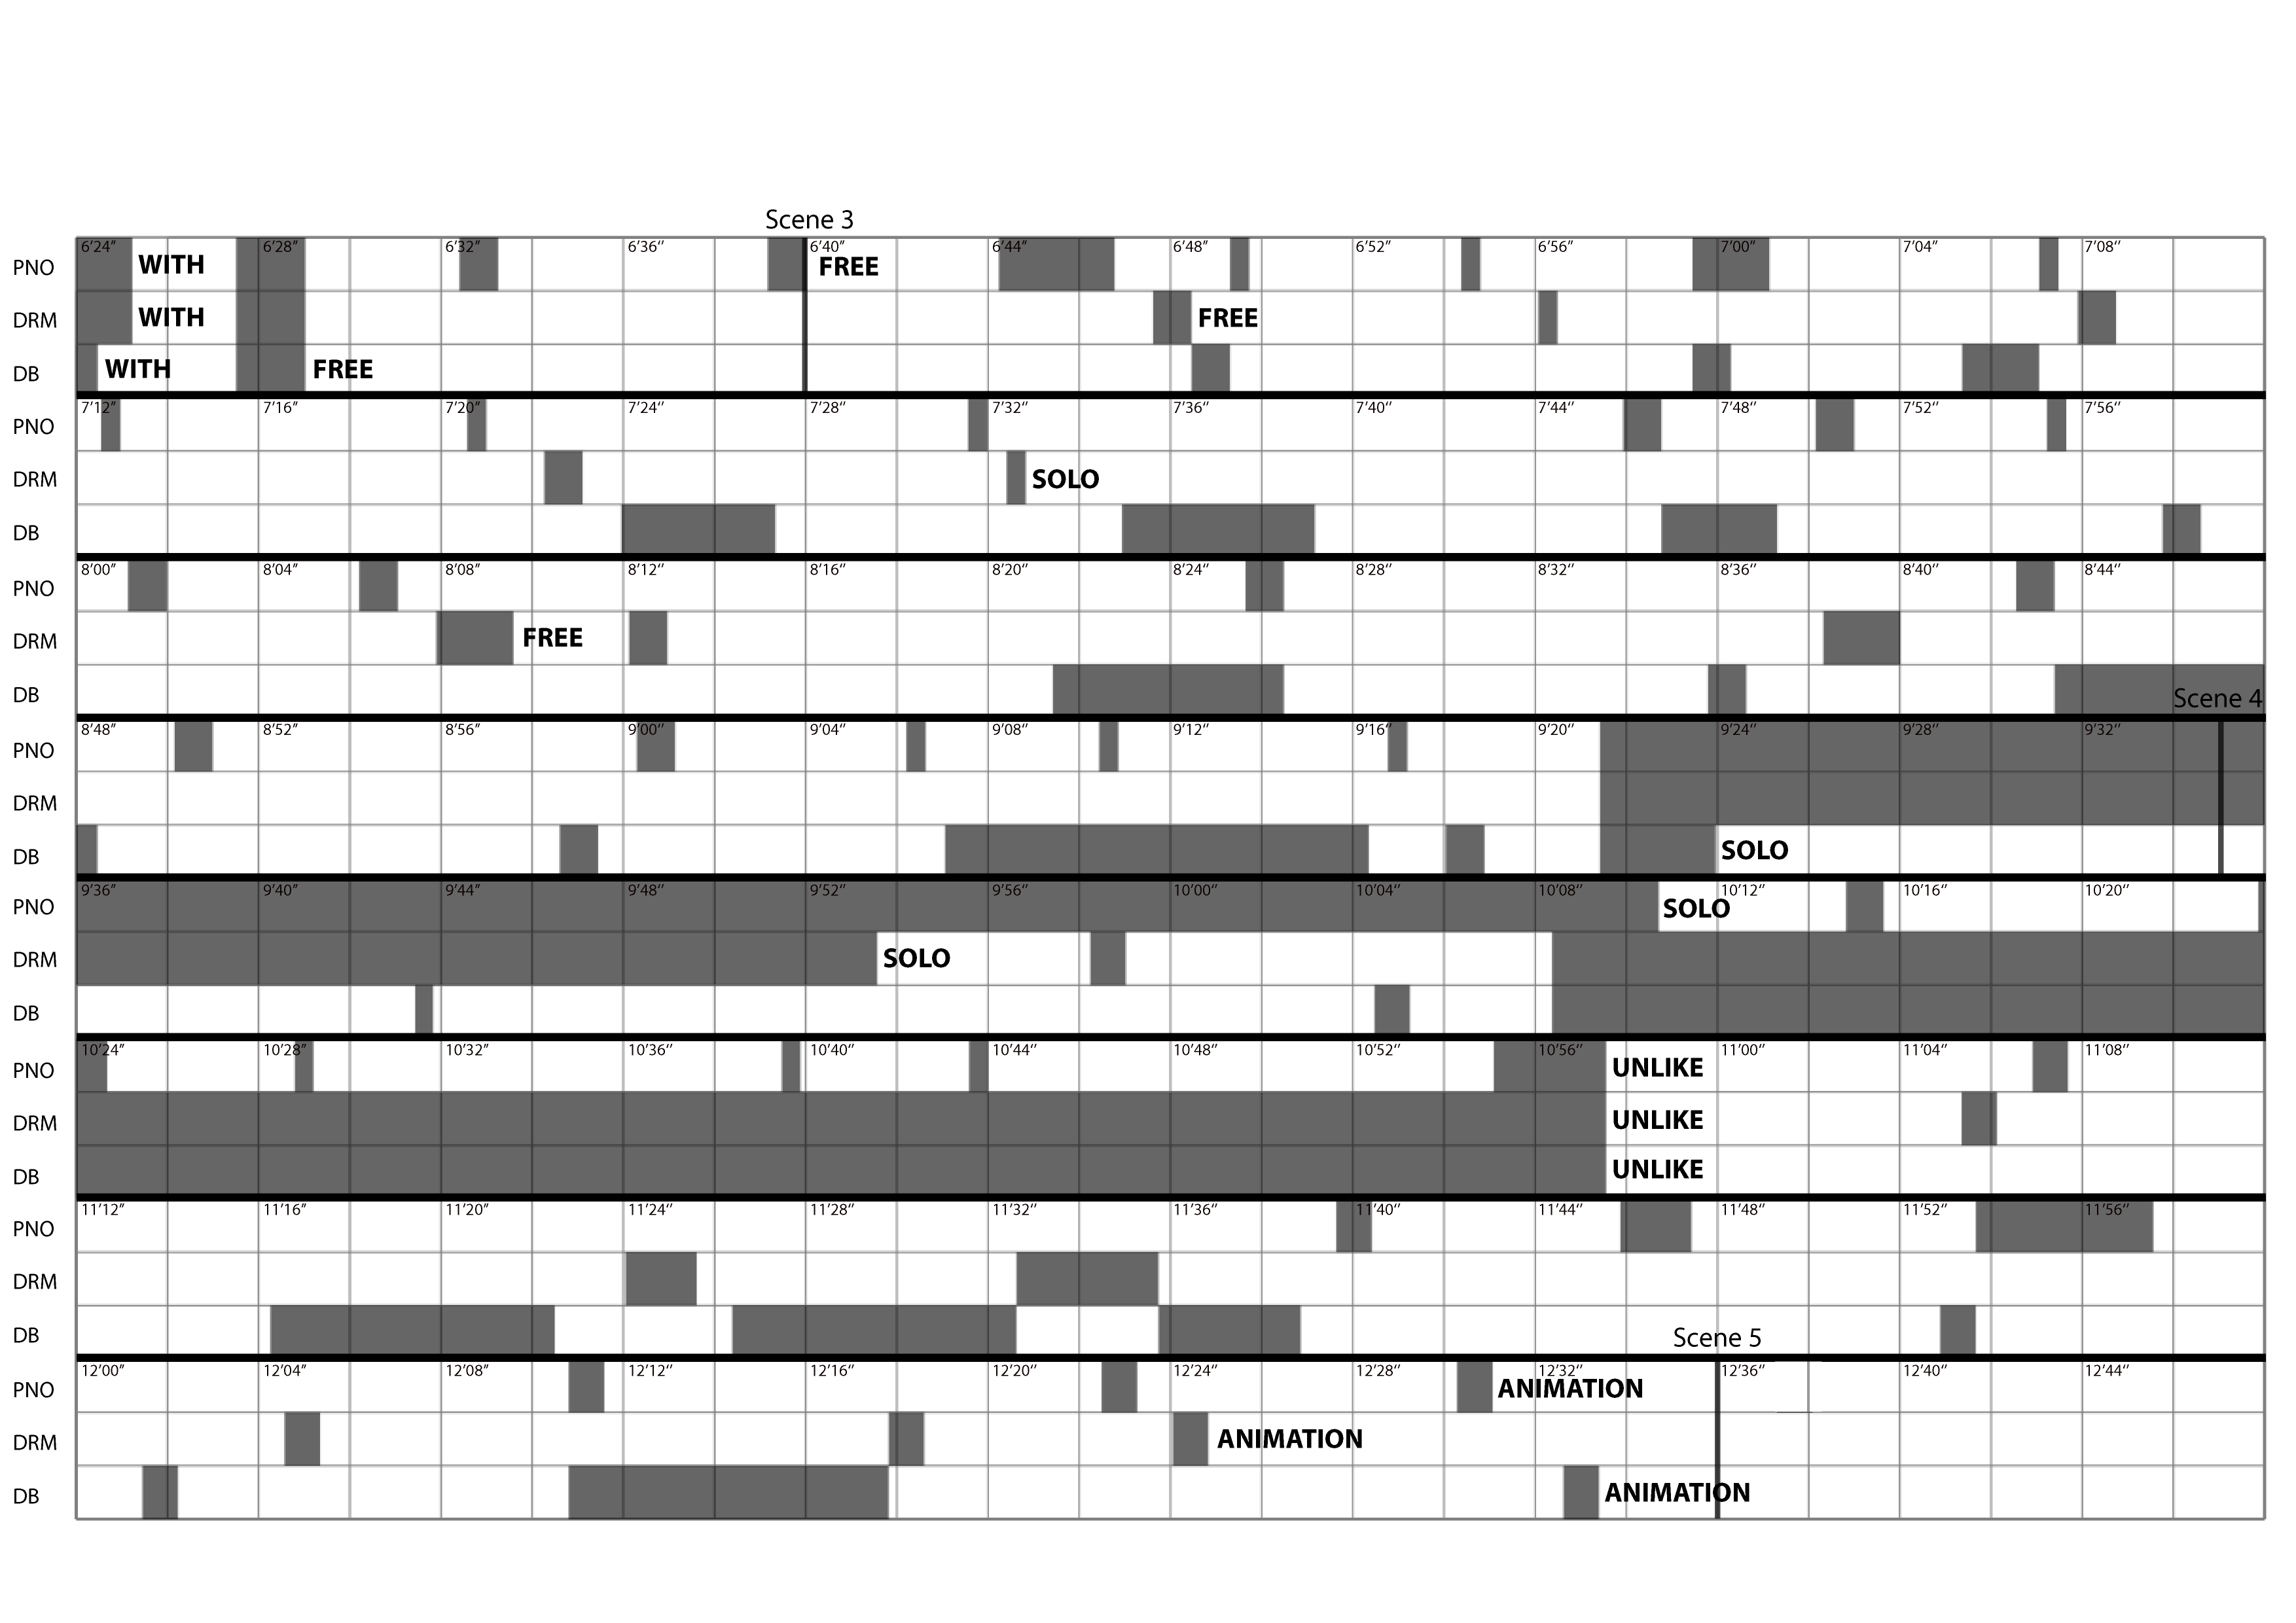 Scene 3
6’24’’ 6’28’’ 6’32’’ 6’36’’ 6’40’’ 6’44’’ 6’48’’ 6’52’’ 6’56’’ 7’00’’ 7’04’’ 7’08’’
PNO WITH FREE
DRM WITH FREE
DB WITH FREE
7’12’’ 7’16’’ 7’20’’ 7’24’’ 7’28’’ 7’32’’ 7’36’’ 7’40’’ 7’44’’ 7’48’’ 7’52’’ 7’56’’
PNO
DRM SOLO
DB
8’00’’ 8’04’’ 8’08’’ 8’12’’ 8’16’’ 8’20’’ 8’24’’ 8’28’’ 8’32’’ 8’36’’ 8’40’’ 8’44’’
PNO
DRM FREE
DB
Scene 4
8’48’’ 8’52’’ 8’56’’ 9’00’’ 9’04’’ 9’08’’ 9’12’’ 9’16’’ 9’20’’ 9’24’’ 9’28’’ 9’32’’
PNO
DRM
DB SOLO
9’36’’ 9’40’’ 9’44’’ 9’48’’ 9’52’’ 9’56’’ 10’00’’ 10’04’’ 10’08’’ 10’12’’ 10’16’’ 10’20’’
PNO SOLO
DRM SOLO
DB
10’24’’ 10’28’’ 10’32’’ 10’36’’ 10’40’’ 10’44’’ 10’48’’ 10’52’’ 10’56’’ 11’00’’ 11’04’’ 11’08’’
PNO UNLIKE
DRM UNLIKE
DB UNLIKE
11’12’’ 11’16’’ 11’20’’ 11’24’’ 11’28’’ 11’32’’ 11’36’’ 11’40’’ 11’44’’ 11’48’’ 11’52’’ 11’56’’
PNO
DRM
DB
Scene 5
12’00’’ 12’04’’ 12’08’’ 12’12’’ 12’16’’ 12’20’’ 12’24’’ 12’28’’ 12’32’’ 12’36’’ 12’40’’ 12’44’’
PNO ANIMATION
DRM ANIMATION
DB ANIMATION